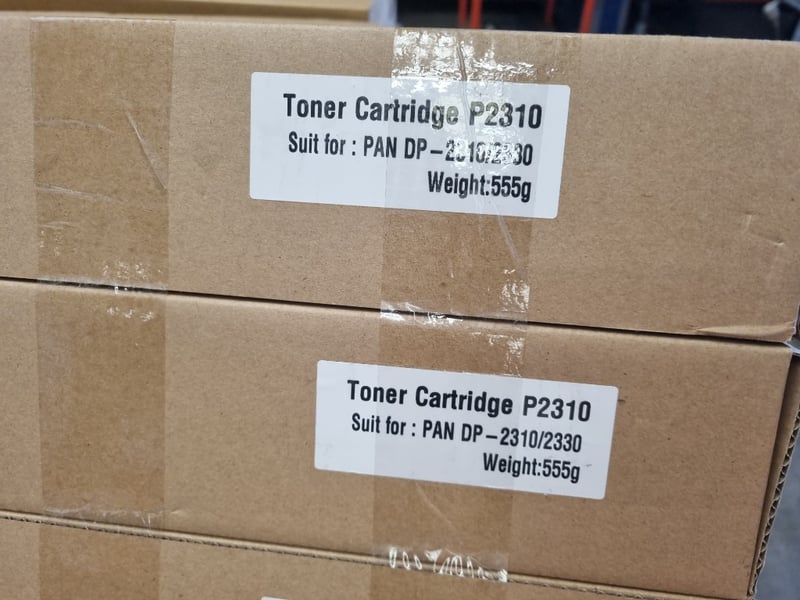 Toner Cartridge P2310
Suit for : PAN DP-2310/2330
Weight:555g
Toner Cartridge P2310
Suit for : PAN DP-2310/2330
Weight:555g